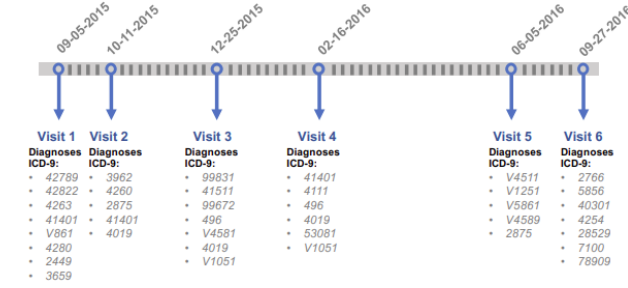 09-05-2015
10-11-2015
12-25-2015
02-16-2016
06-05-2016
09-27-2016
Visit 1
Diagnoses
ICD-9:
• 42789
• 42822
• 4263
• 41401
• V861
• 4280
• 2449
• 3659
Visit 2
Diagnoses
ICD-9:
• 3962
• 4260
• 2875
• 41401
• 4019
Visit 3
Diagnoses
ICD-9:
• 99831
• 41511
• 99672
• 496
• V4581
• 4019
• V1051
Visit 4
Diagnoses
ICD-9:
• 41401
• 4111
• 496
• 4019
• 53081
• V1051
Visit 5
Diagnoses
ICD-9:
• V4511
• V1251
• V5861
• V4589
• 2875
Visit 6
Diagnoses
ICD-9:
• 2766
• 5856
• 40301
• 4254
• 28529
• 7100
• 78909